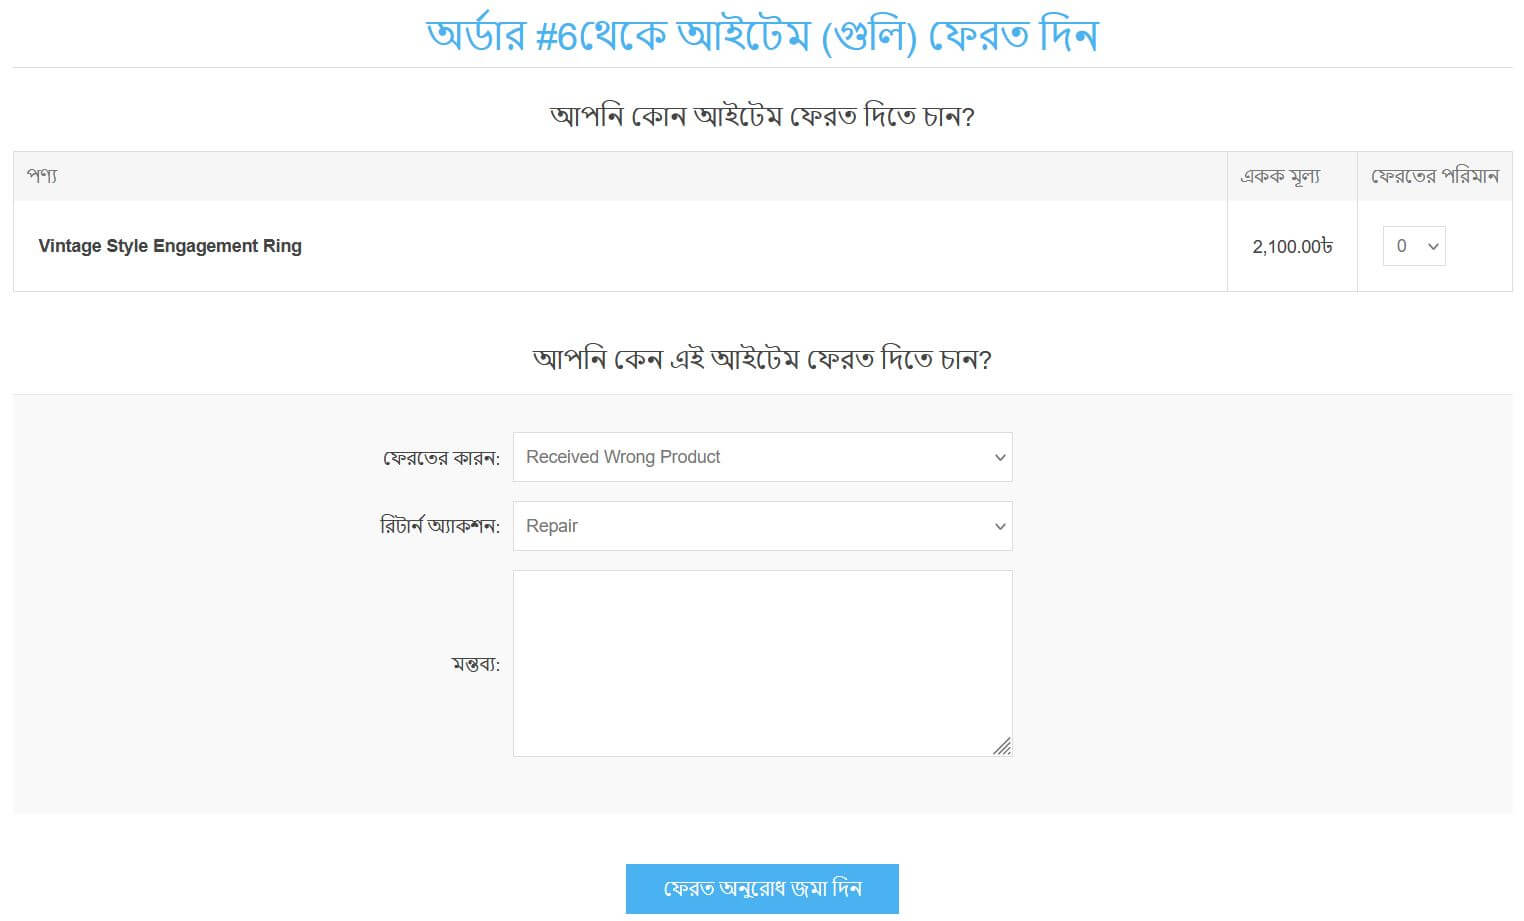 অর্ডার #6থেকে আইটেম (গুলি) ফেরত দিন
আপনি কোন আইটেম ফেরত দিতে চান?
পণ্য একক মূল্য ফেরতের পরিমান
Vintage Style Engagement Ring 2,100.00৳ 0
আপনি কেন এই আইটেম ফেরত দিতে চান?
ফেরতের কারন: Received Wrong Product
রিটার্ন অ্যাকশন: Repair
মন্তব্য:
ফেরত অনুরোধ জমা দিন